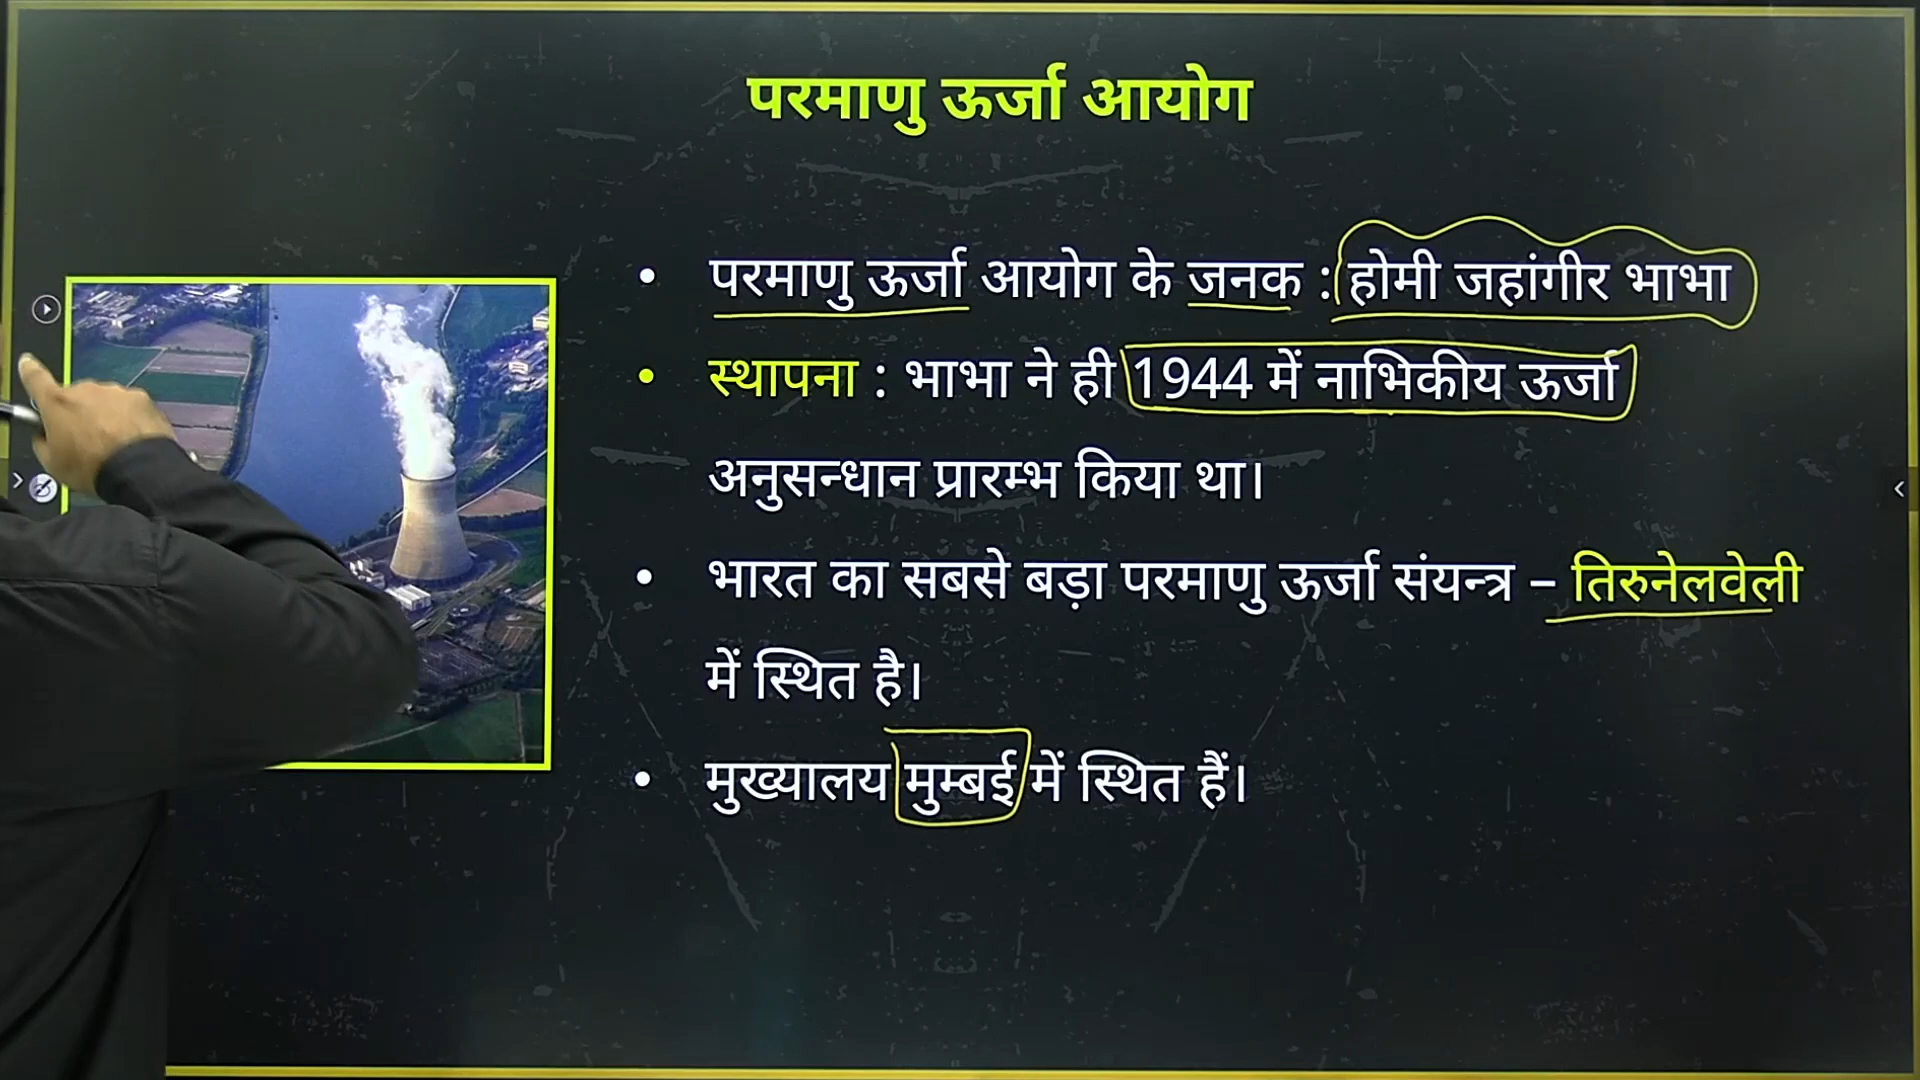 परमाणु ऊर्जा आयोग
• परमाणु ऊर्जा आयोग के जनक : होमी जहांगीर भाभा
• स्थापना : भाभा ने ही 1944 में नाभिकीय ऊर्जा
अनुसन्धान प्रारम्भ किया था।
• भारत का सबसे बड़ा परमाणु ऊर्जा संयन्त्र – तिरुनेलवेली
में स्थित है।
• मुख्यालय मुम्बई में स्थित हैं।